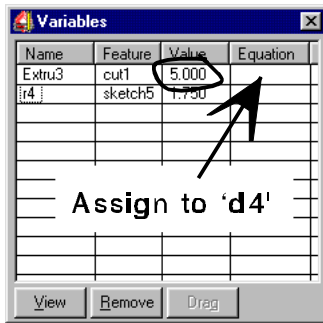 Variables
Name Feature Value Equation
Extru3 cut1 5.000
r4 sketch5 1.750
Assign to 'd4'
View Remove Drag